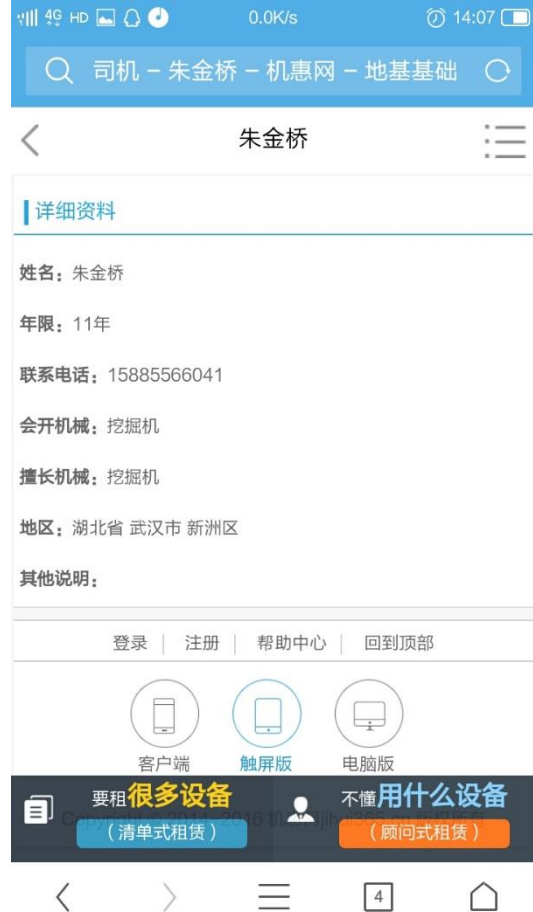 4G HD 0.0K/s 14:07
司机 – 朱金桥 – 机惠网 – 地基基础
朱金桥
详细资料
姓名：朱金桥
年限：11年
联系电话：15885566041
会开机械：挖掘机
擅长机械：挖掘机
地区：湖北省 武汉市 新洲区
其他说明：
登录 | 注册 | 帮助中心 | 回到顶部
客户端 触屏版 电脑版
要租很多设备 不懂用什么设备
（清单式租赁） （顾问式租赁）
4